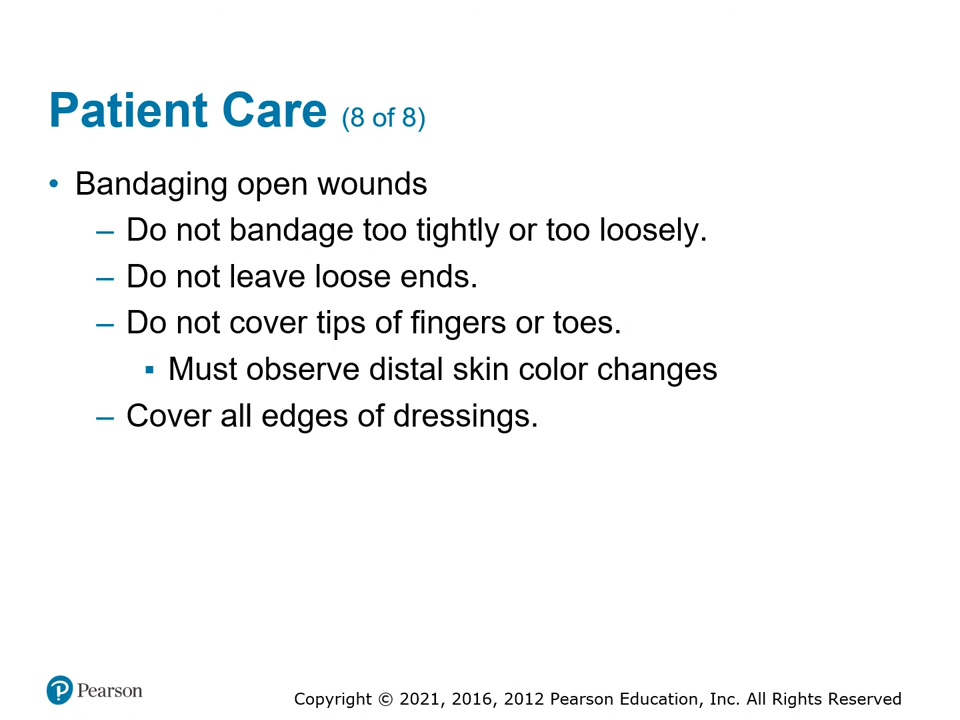 Patient Care (8 of 8)
• Bandaging open wounds
– Do not bandage too tightly or too loosely.
– Do not leave loose ends.
– Do not cover tips of fingers or toes.
▪ Must observe distal skin color changes
– Cover all edges of dressings.
Pearson
Copyright © 2021, 2016, 2012 Pearson Education, Inc. All Rights Reserved